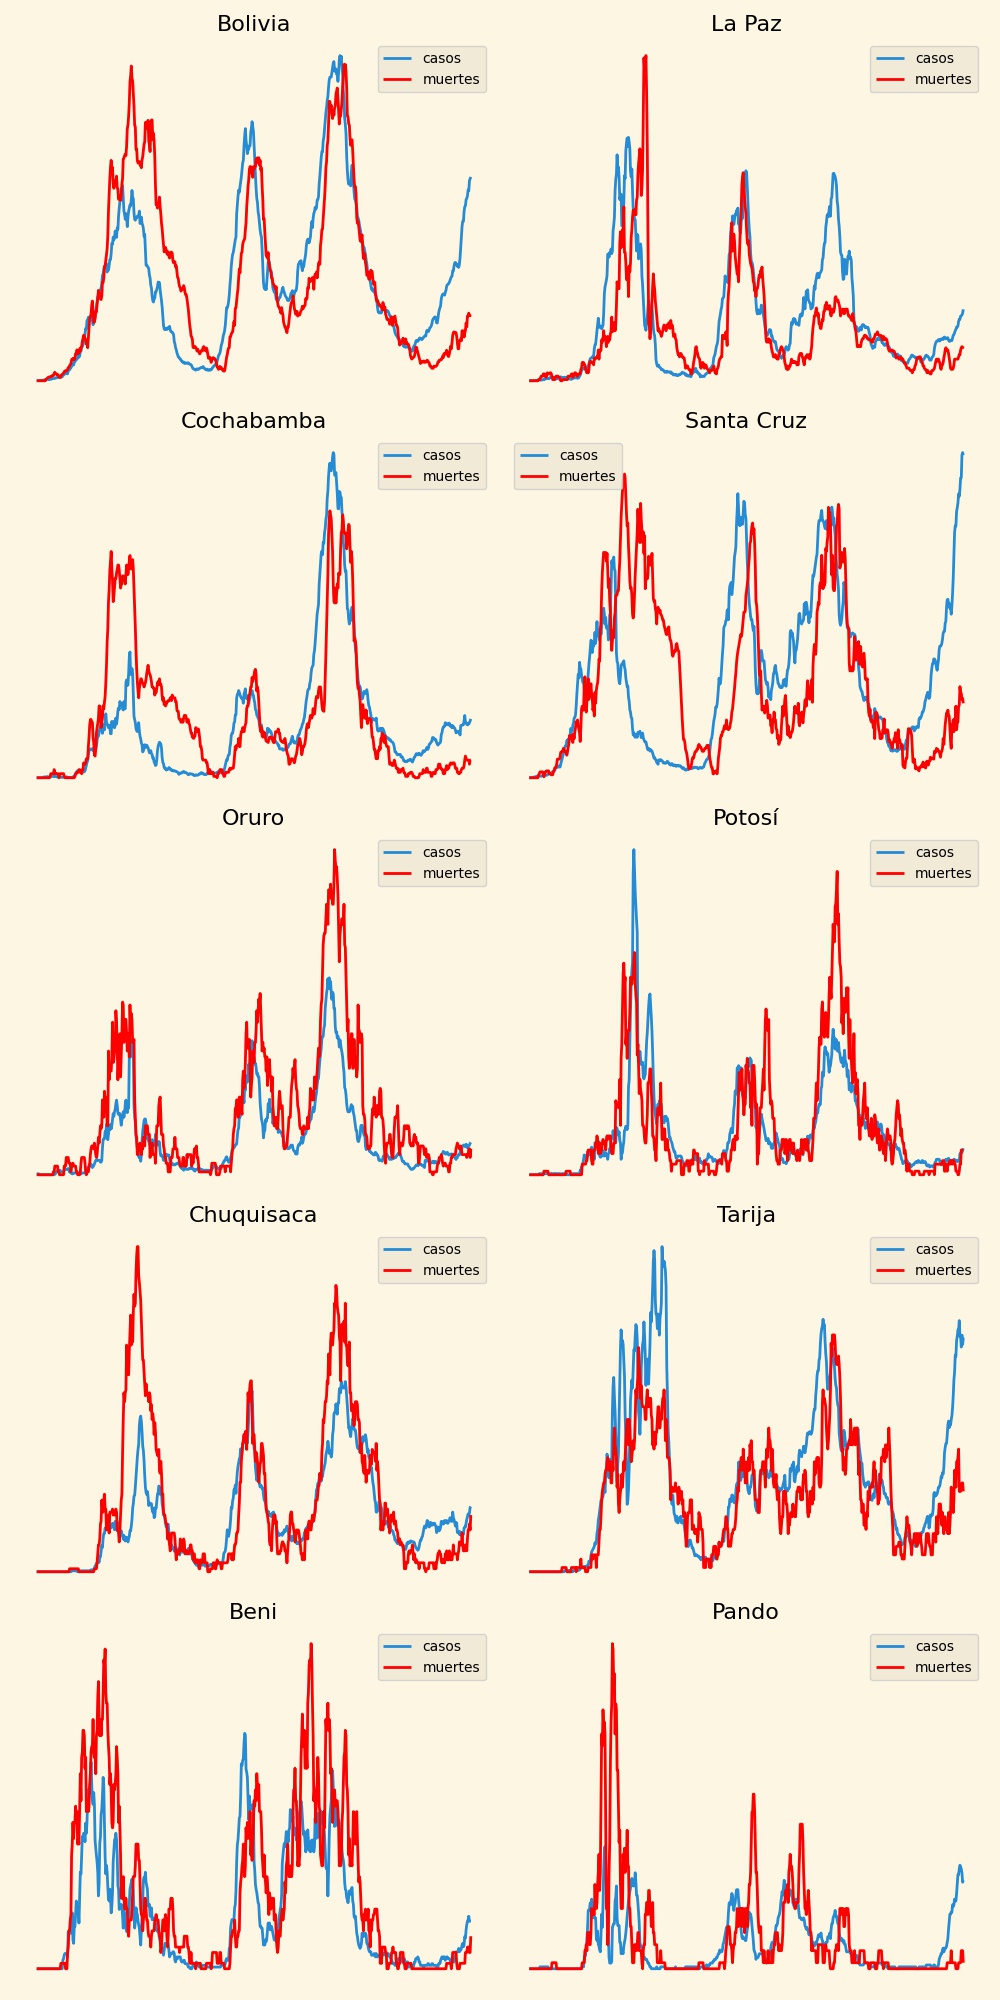 Bolivia
casos
muertes
La Paz
casos
muertes
Cochabamba
casos
muertes
Santa Cruz
casos
muertes
Oruro
casos
muertes
Potosí
casos
muertes
Chuquisaca
casos
muertes
Tarija
casos
muertes
Beni
casos
muertes
Pando
casos
muertes